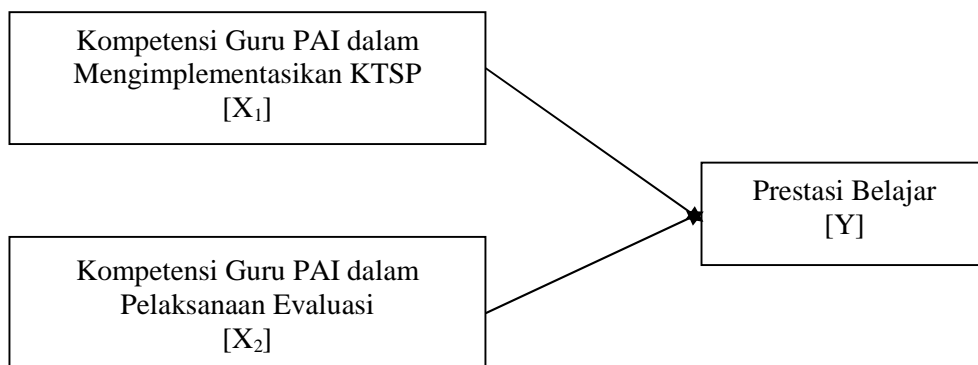 Kompetensi Guru PAI dalam
Mengimplementasikan KTSP
[X₁]
Prestasi Belajar
[Y]
Kompetensi Guru PAI dalam
Pelaksanaan Evaluasi
[X₂]